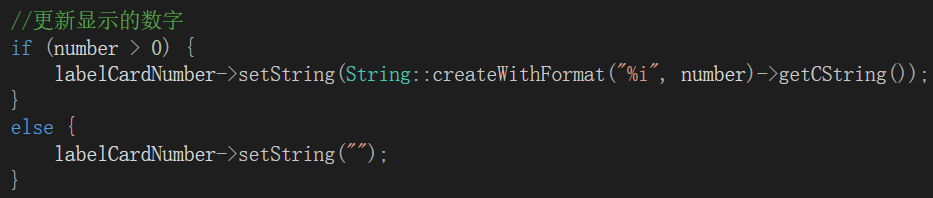 //更新显示的数字
if (number > 0) {
    labelCardNumber->setString(String::createWithFormat("%i", number)->getCString());
}
else {
    labelCardNumber->setString("");
}